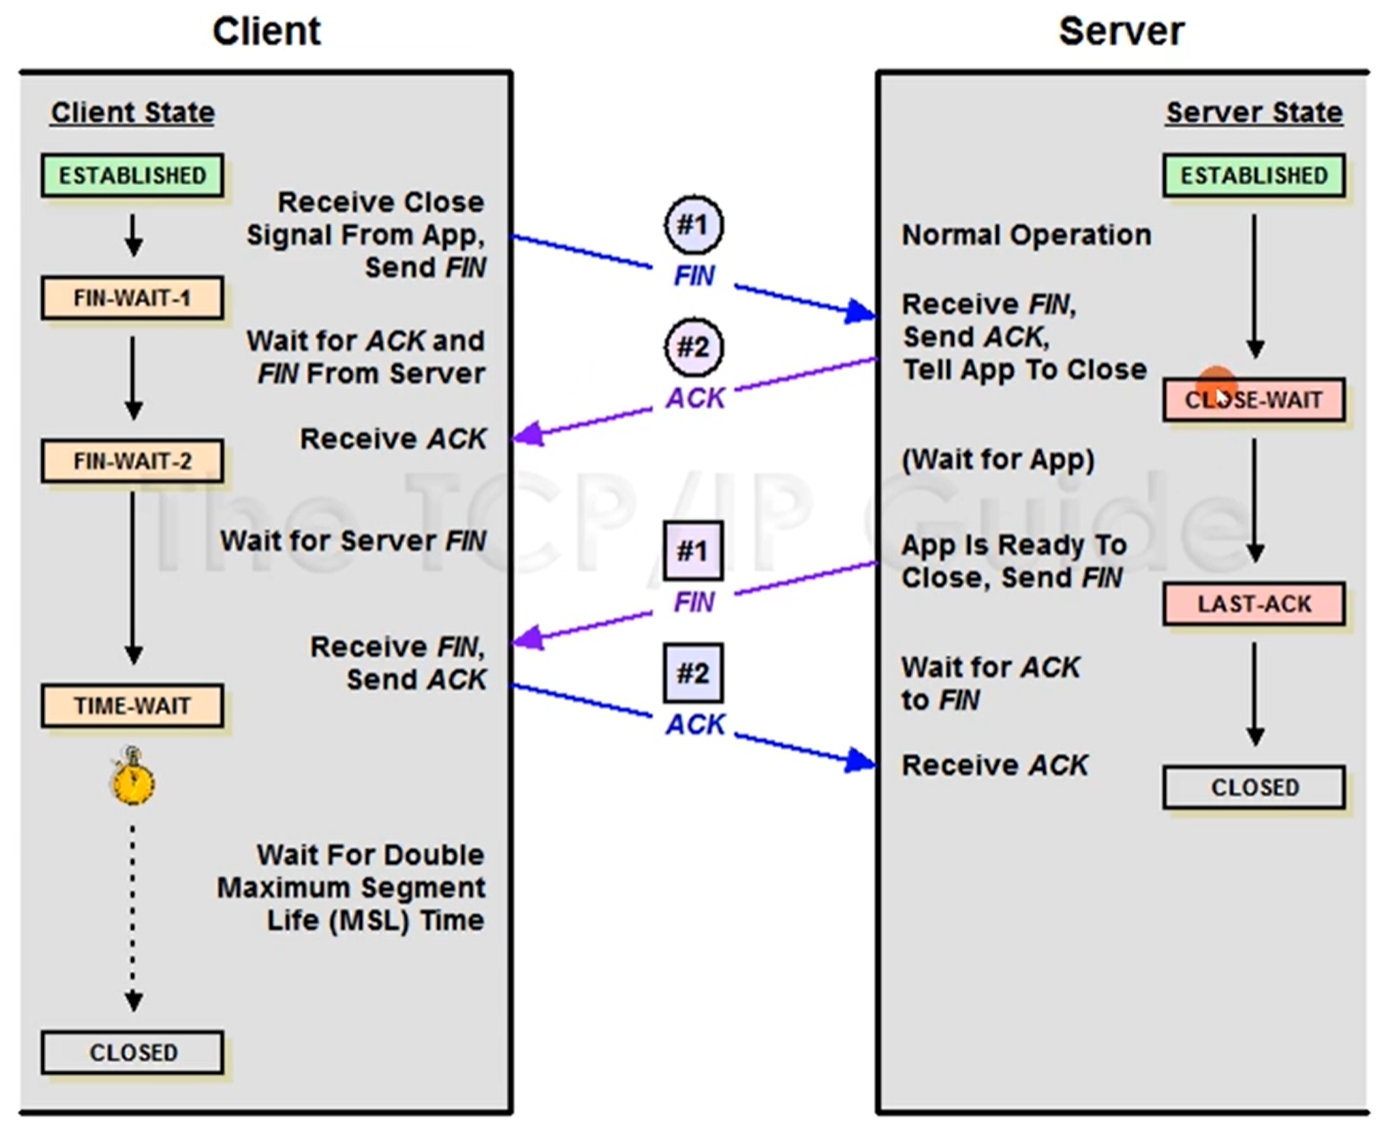 Client
Server
Client State
ESTABLISHED
Receive Close
Signal From App,
Send FIN
FIN-WAIT-1
Wait for ACK and
FIN From Server
Receive ACK
FIN-WAIT-2
Wait for Server FIN
Receive FIN,
Send ACK
TIME-WAIT
Wait For Double
Maximum Segment
Life (MSL) Time
CLOSED
#1
FIN
#2
ACK
#1
FIN
#2
ACK
Server State
ESTABLISHED
Normal Operation
Receive FIN,
Send ACK,
Tell App To Close
CLOSE-WAIT
(Wait for App)
App Is Ready To
Close, Send FIN
LAST-ACK
Wait for ACK
to FIN
Receive ACK
CLOSED
The TCP/IP Guide